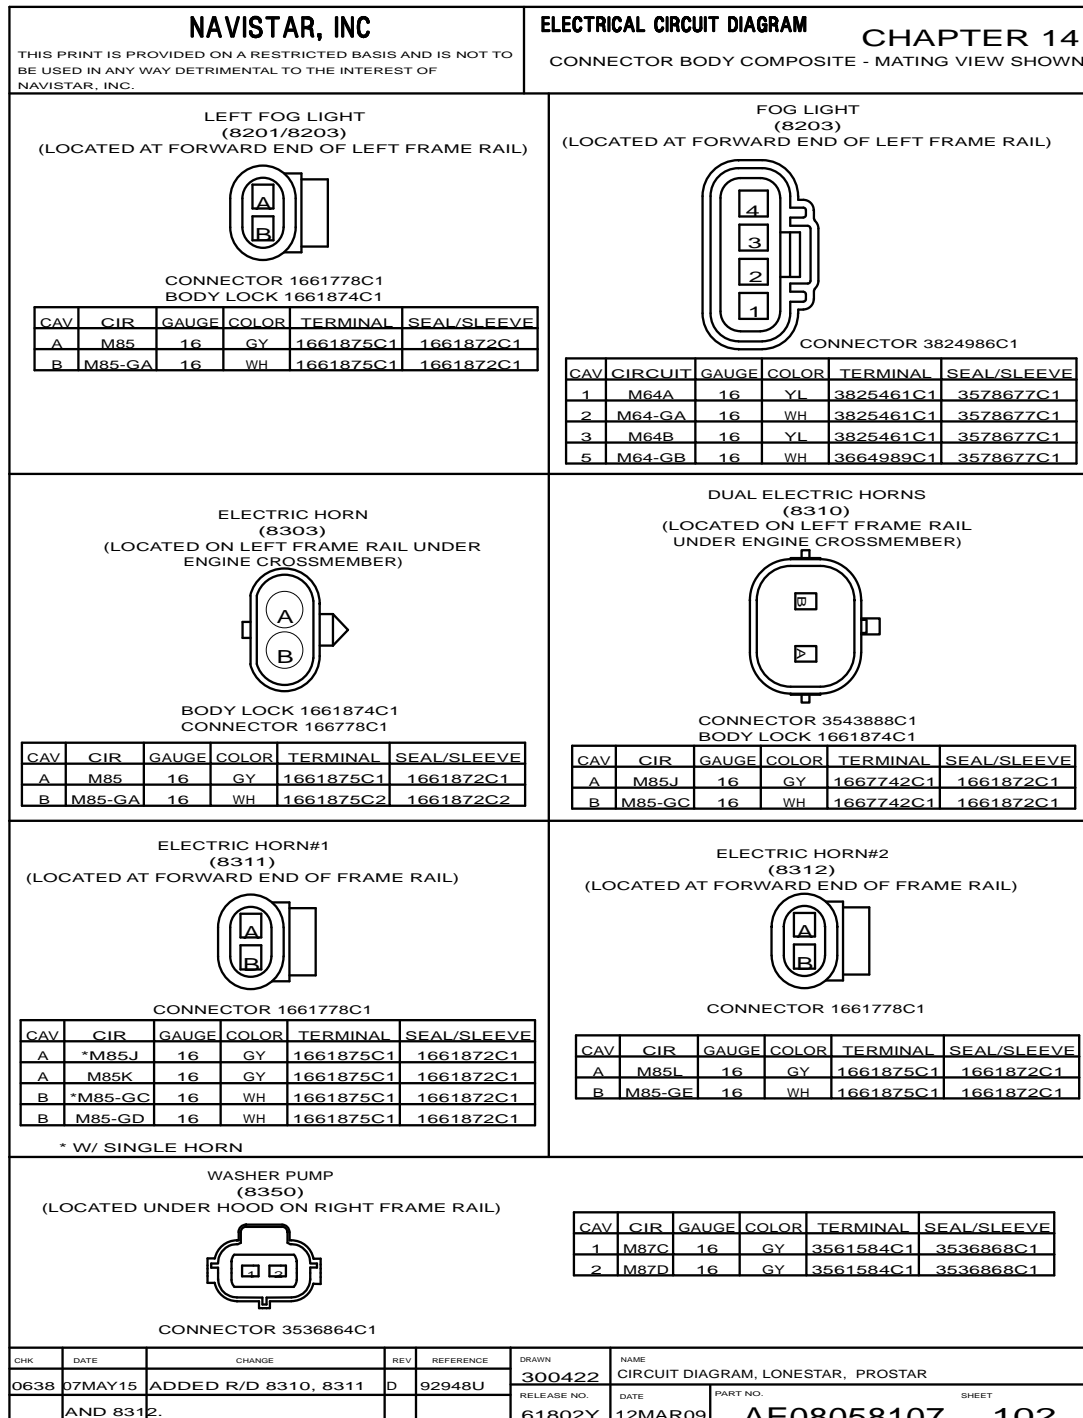 NAVISTAR, INC
THIS PRINT IS PROVIDED ON A RESTRICTED BASIS AND IS NOT TO
BE USED IN ANY WAY DETRIMENTAL TO THE INTEREST OF
NAVISTAR, INC.
ELECTRICAL CIRCUIT DIAGRAM
CHAPTER 14
CONNECTOR BODY COMPOSITE - MATING VIEW SHOWN
LEFT FOG LIGHT
(8201/8203)
(LOCATED AT FORWARD END OF LEFT FRAME RAIL)
A
B
CONNECTOR 1661778C1
BODY LOCK 1661874C1
CAV CIR GAUGE COLOR TERMINAL SEAL/SLEEVE
A M85 16 GY 1661875C1 1661872C1
B M85-GA 16 WH 1661875C1 1661872C1
FOG LIGHT
(8203)
(LOCATED AT FORWARD END OF LEFT FRAME RAIL)
4
3
2
1
CONNECTOR 3824986C1
CAV CIRCUIT GAUGE COLOR TERMINAL SEAL/SLEEVE
1 M64A 16 YL 3825461C1 3578677C1
2 M64-GA 16 WH 3825461C1 3578677C1
3 M64B 16 YL 3825461C1 3578677C1
5 M64-GB 16 WH 3664989C1 3578677C1
ELECTRIC HORN
(8303)
(LOCATED ON LEFT FRAME RAIL UNDER
ENGINE CROSSMEMBER)
A
B
BODY LOCK 1661874C1
CONNECTOR 166778C1
CAV CIR GAUGE COLOR TERMINAL SEAL/SLEEVE
A M85 16 GY 1661875C1 1661872C1
B M85-GA 16 WH 1661875C2 1661872C2
DUAL ELECTRIC HORNS
(8310)
(LOCATED ON LEFT FRAME RAIL
UNDER ENGINE CROSSMEMBER)
B
A
CONNECTOR 3543888C1
BODY LOCK 1661874C1
CAV CIR GAUGE COLOR TERMINAL SEAL/SLEEVE
A M85J 16 GY 1667742C1 1661872C1
B M85-GC 16 WH 1667742C1 1661872C1
ELECTRIC HORN#1
(8311)
(LOCATED AT FORWARD END OF FRAME RAIL)
A
B
CONNECTOR 1661778C1
CAV CIR GAUGE COLOR TERMINAL SEAL/SLEEVE
A *M85J 16 GY 1661875C1 1661872C1
A M85K 16 GY 1661875C1 1661872C1
B *M85-GC 16 WH 1661875C1 1661872C1
B M85-GD 16 WH 1661875C1 1661872C1
* W/ SINGLE HORN
ELECTRIC HORN#2
(8312)
(LOCATED AT FORWARD END OF FRAME RAIL)
A
B
CONNECTOR 1661778C1
CAV CIR GAUGE COLOR TERMINAL SEAL/SLEEVE
A M85L 16 GY 1661875C1 1661872C1
B M85-GE 16 WH 1661875C1 1661872C1
WASHER PUMP
(8350)
(LOCATED UNDER HOOD ON RIGHT FRAME RAIL)
1 2
CONNECTOR 3536864C1
CAV CIR GAUGE COLOR TERMINAL SEAL/SLEEVE
1 M87C 16 GY 3561584C1 3536868C1
2 M87D 16 GY 3561584C1 3536868C1
CHK DATE CHANGE REV REFERENCE
0638 07MAY15 ADDED R/D 8310, 8311 D 92948U
AND 8312.
DRAWN
300422
NAME
CIRCUIT DIAGRAM, LONESTAR, PROSTAR
RELEASE NO.
61802Y
DATE
12MAR09
PART NO.
AE08058107
SHEET
102